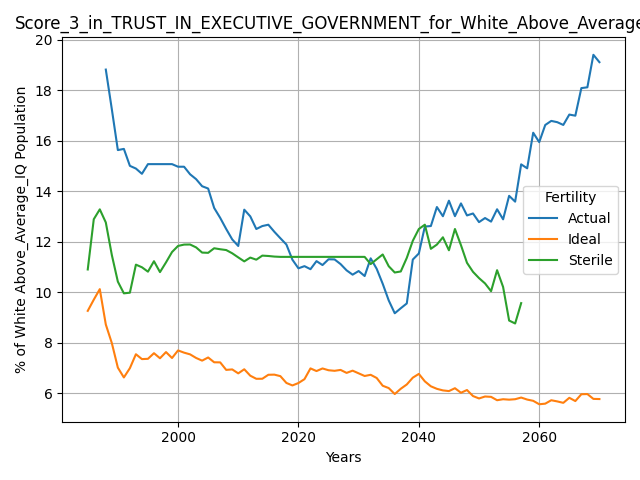 Score_3_in_TRUST_IN_EXECUTIVE_GOVERNMENT_for_White_Above_Average
% of White Above_Average_IQ Population
20
18
16
14
12
10
8
6
2000
2020
2040
2060
Years
Fertility
Actual
Ideal
Sterile